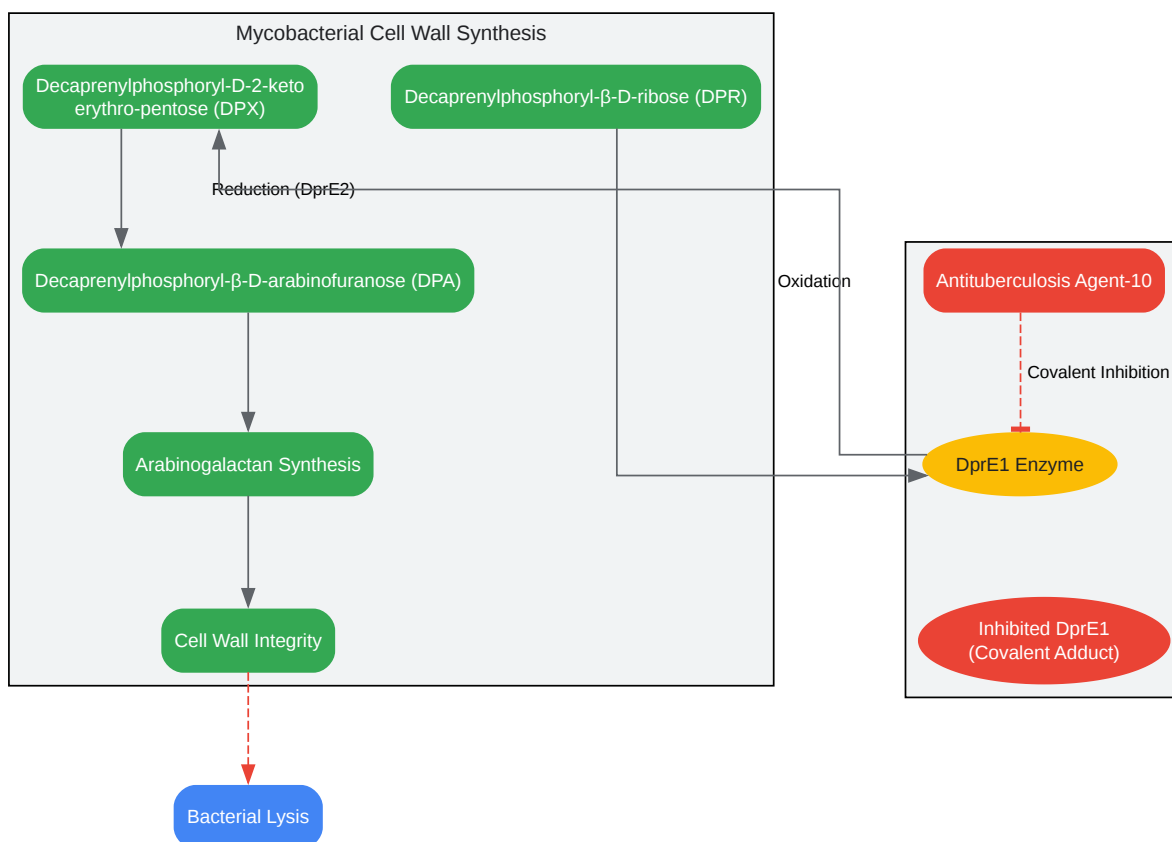 Mycobacterial Cell Wall Synthesis
Decaprenylphosphoryl-D-2-keto
erythro-pentose (DPX)
Decaprenylphosphoryl-β-D-ribose (DPR)
Reduction (DprE2)
Decaprenylphosphoryl-β-D-arabinofuranose (DPA)
Oxidation
Antituberculosis Agent-10
Covalent Inhibition
Arabinogalactan Synthesis
DprE1 Enzyme
Cell Wall Integrity
Inhibited DprE1
(Covalent Adduct)
Bacterial Lysis